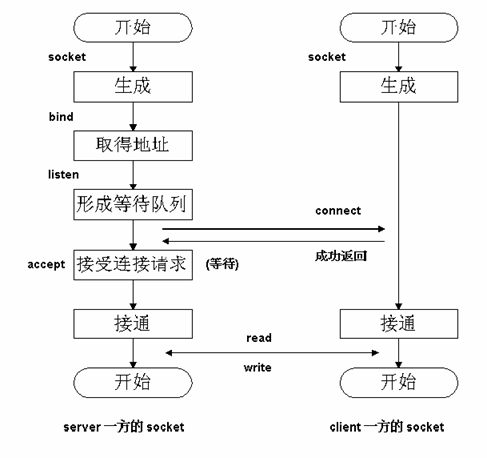 开始
开始
socket
socket
生成
生成
bind
取得地址
listen
形成等待队列
connect
成功返回
accept
接受连接请求
(等待)
接通
接通
read
write
开始
开始
server 一方的 socket
client 一方的 socket